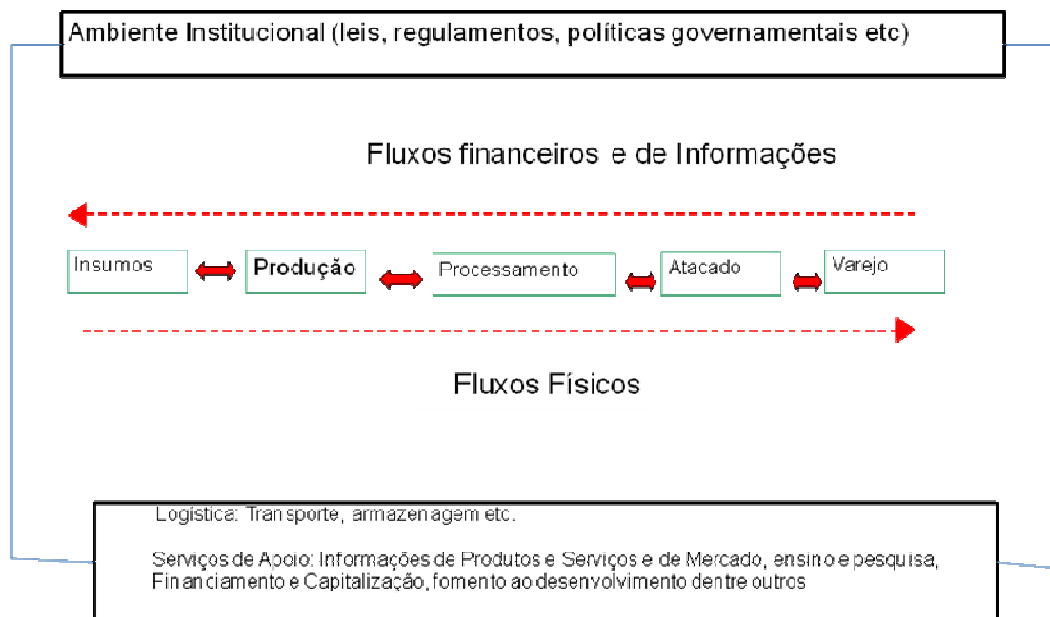 Ambiente Institucional (leis, regulamentos, políticas governamentais etc)
Fluxos financeiros e de Informações
Insumos
Produção
Processamento
Atacado
Varejo
Fluxos Físicos
Logística: Transporte, armazenagem etc.
Serviços de Apoio: Informações de Produtos e Serviços e de Mercado, ensino e pesquisa,
Financiamento e Capitalização, fomento ao desenvolvimento dentre outros